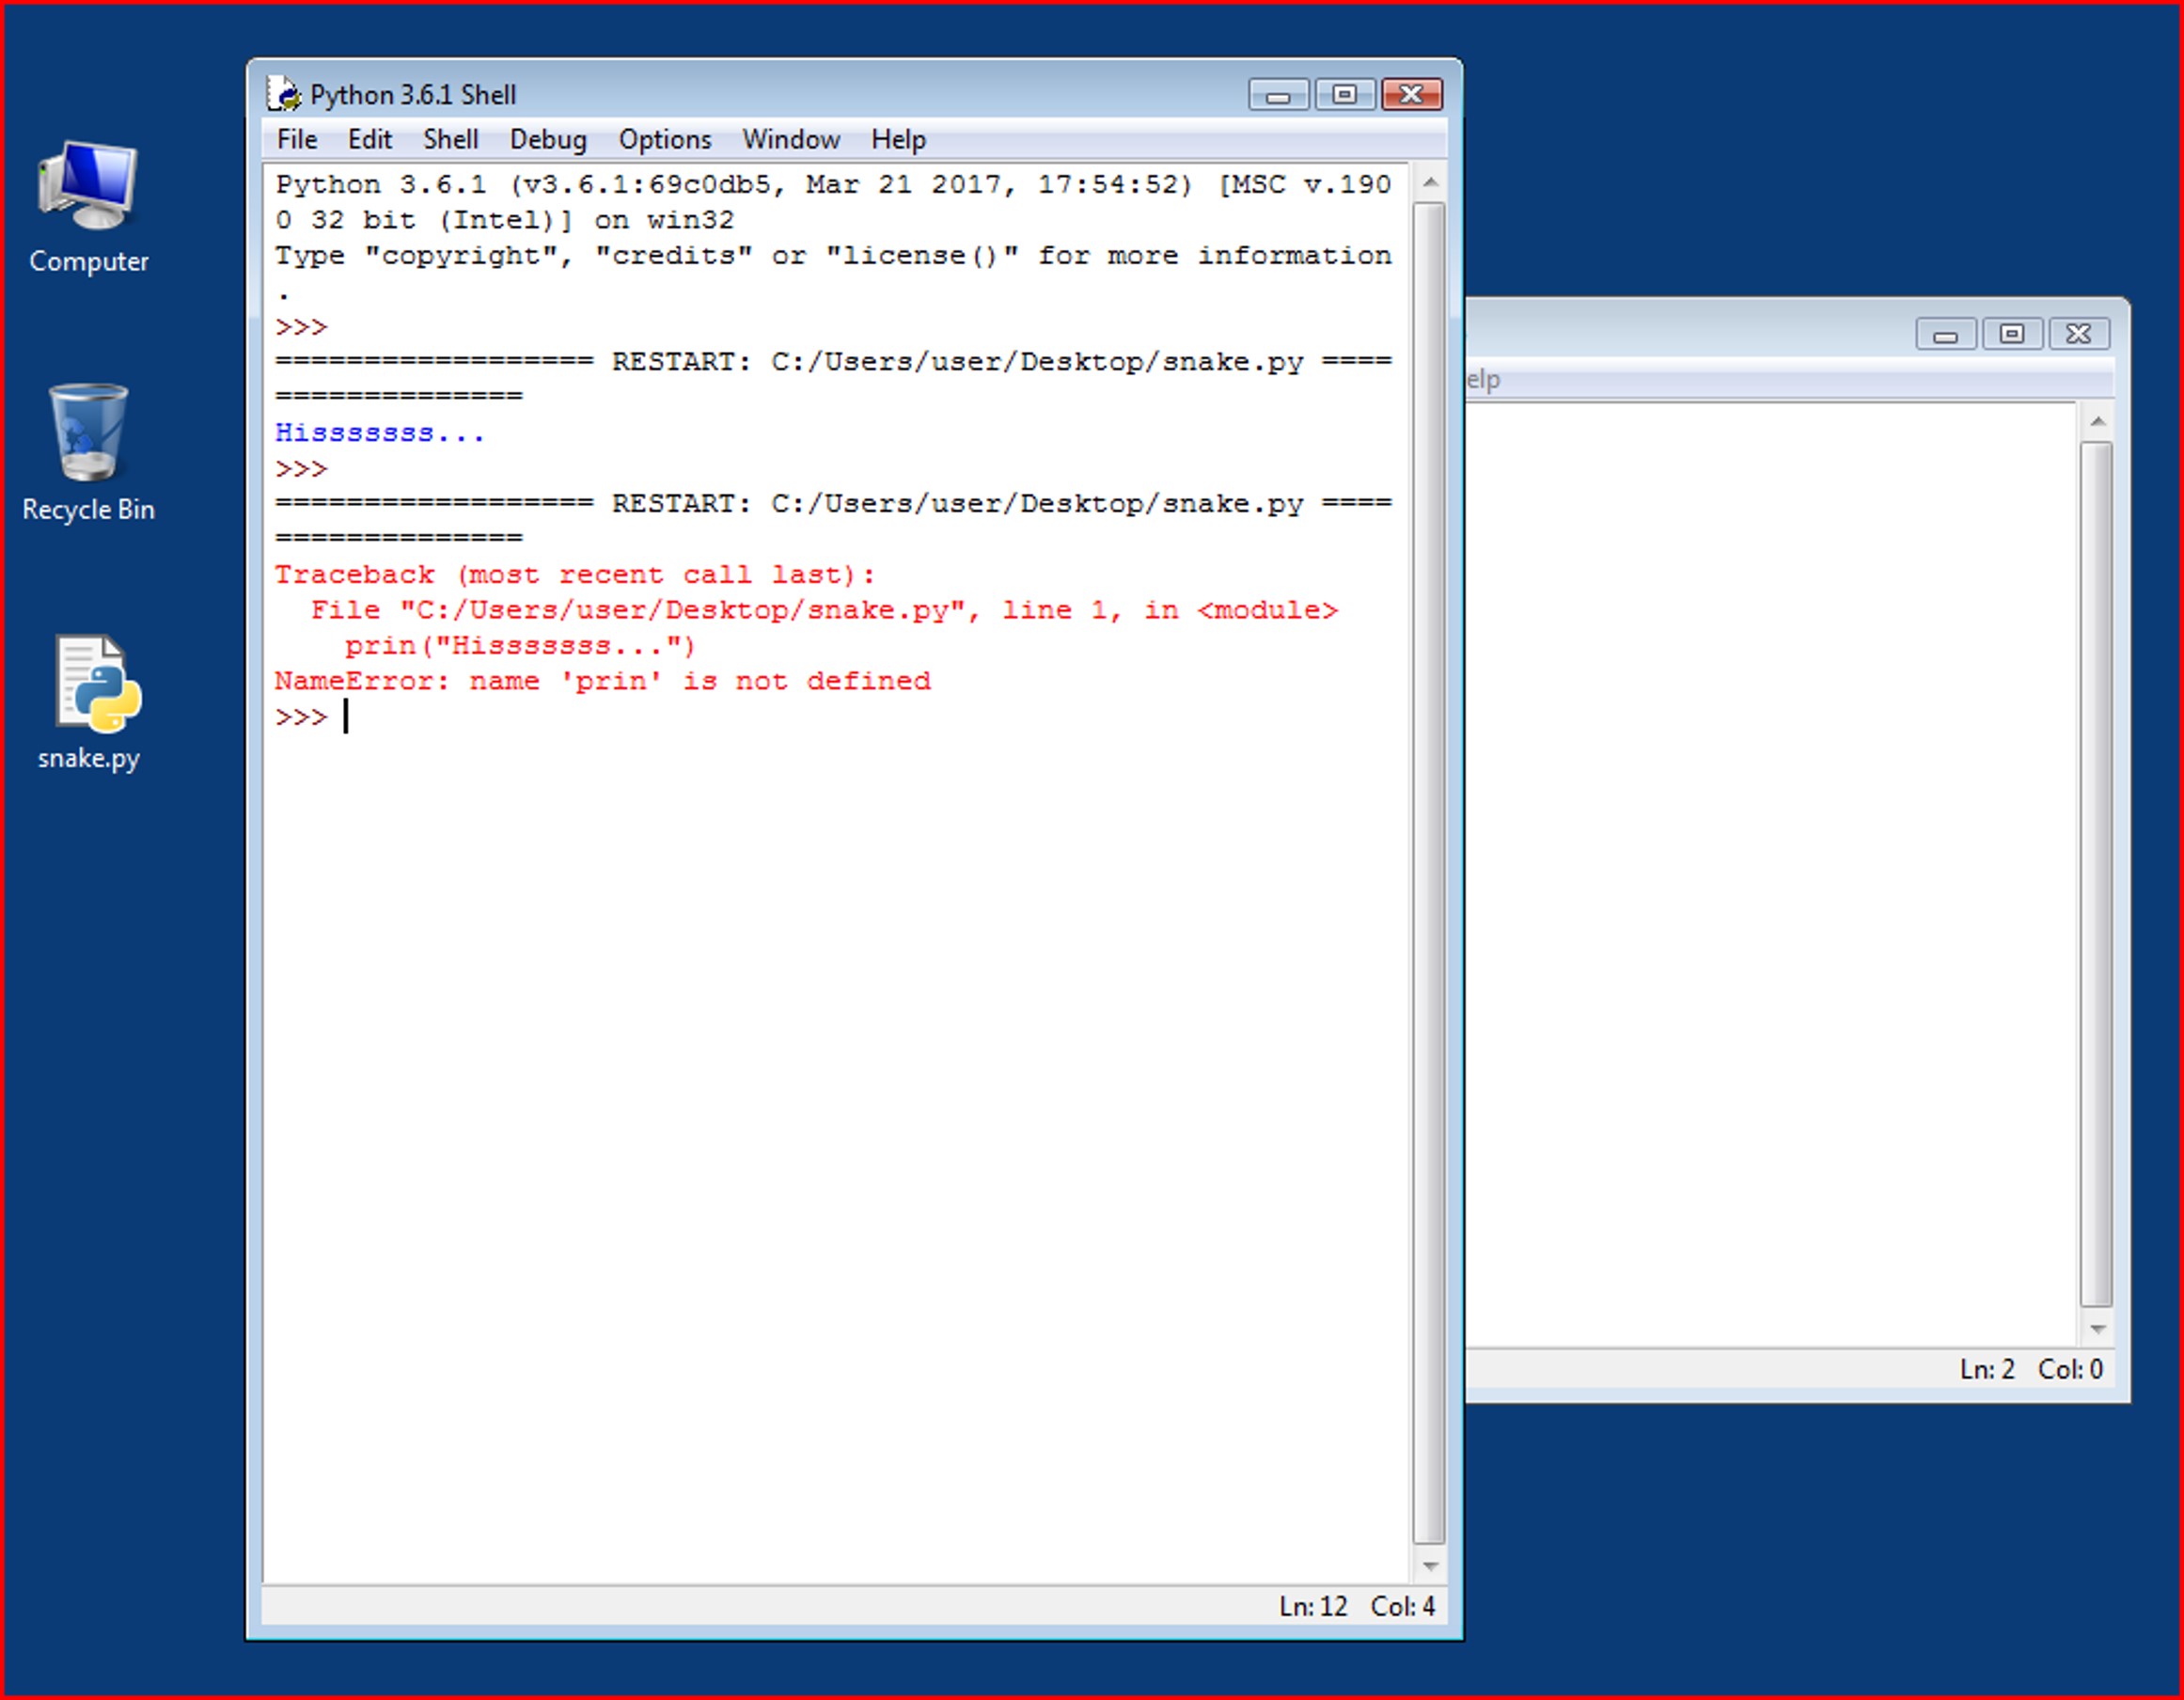 Python 3.6.1 Shell
File Edit Shell Debug Options Window Help
Python 3.6.1 (v3.6.1:69c0db5, Mar 21 2017, 17:54:52) [MSC v.190
0 32 bit (Intel)] on win32
Type "copyright", "credits" or "license()" for more information
.
>>>
================== RESTART: C:/Users/user/Desktop/snake.py ====
==============
Hisssssss...
>>>
================== RESTART: C:/Users/user/Desktop/snake.py ====
==============
Traceback (most recent call last):
  File "C:/Users/user/Desktop/snake.py", line 1, in <module>
    prin("Hisssssss...")
NameError: name 'prin' is not defined
>>>
Ln: 12 Col: 4
Computer
Recycle Bin
snake.py
elp
Ln: 2 Col: 0